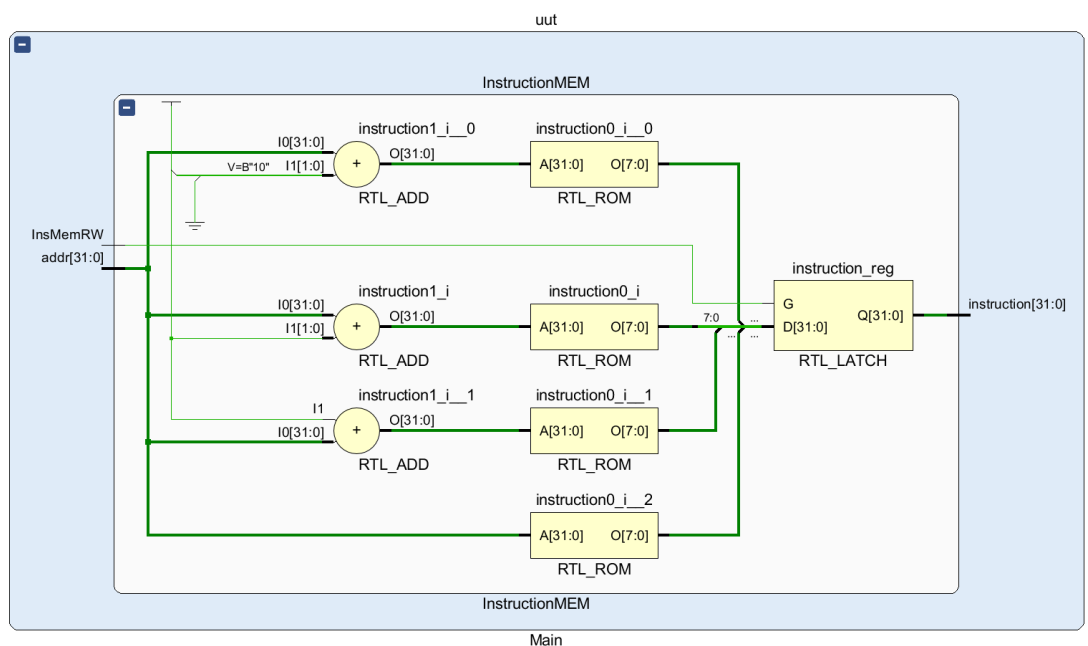 uut
InstructionMEM
instruction1_i__0
instruction0_i__0
I0[31:0]
O[31:0]
V=B"10"
I1[1:0]
+
A[31:0]
O[7:0]
RTL_ADD
RTL_ROM
InsMemRW
addr[31:0]
instruction_reg
instruction1_i
instruction0_i
I0[31:0]
O[31:0]
I1[1:0]
+
A[31:0]
O[7:0]
7:0
...
...
...
G
D[31:0]
Q[31:0]
instruction[31:0]
RTL_ADD
RTL_ROM
RTL_LATCH
instruction1_i__1
instruction0_i__1
I1
O[31:0]
I0[31:0]
+
A[31:0]
O[7:0]
RTL_ADD
RTL_ROM
instruction0_i__2
A[31:0]
O[7:0]
RTL_ROM
InstructionMEM
Main